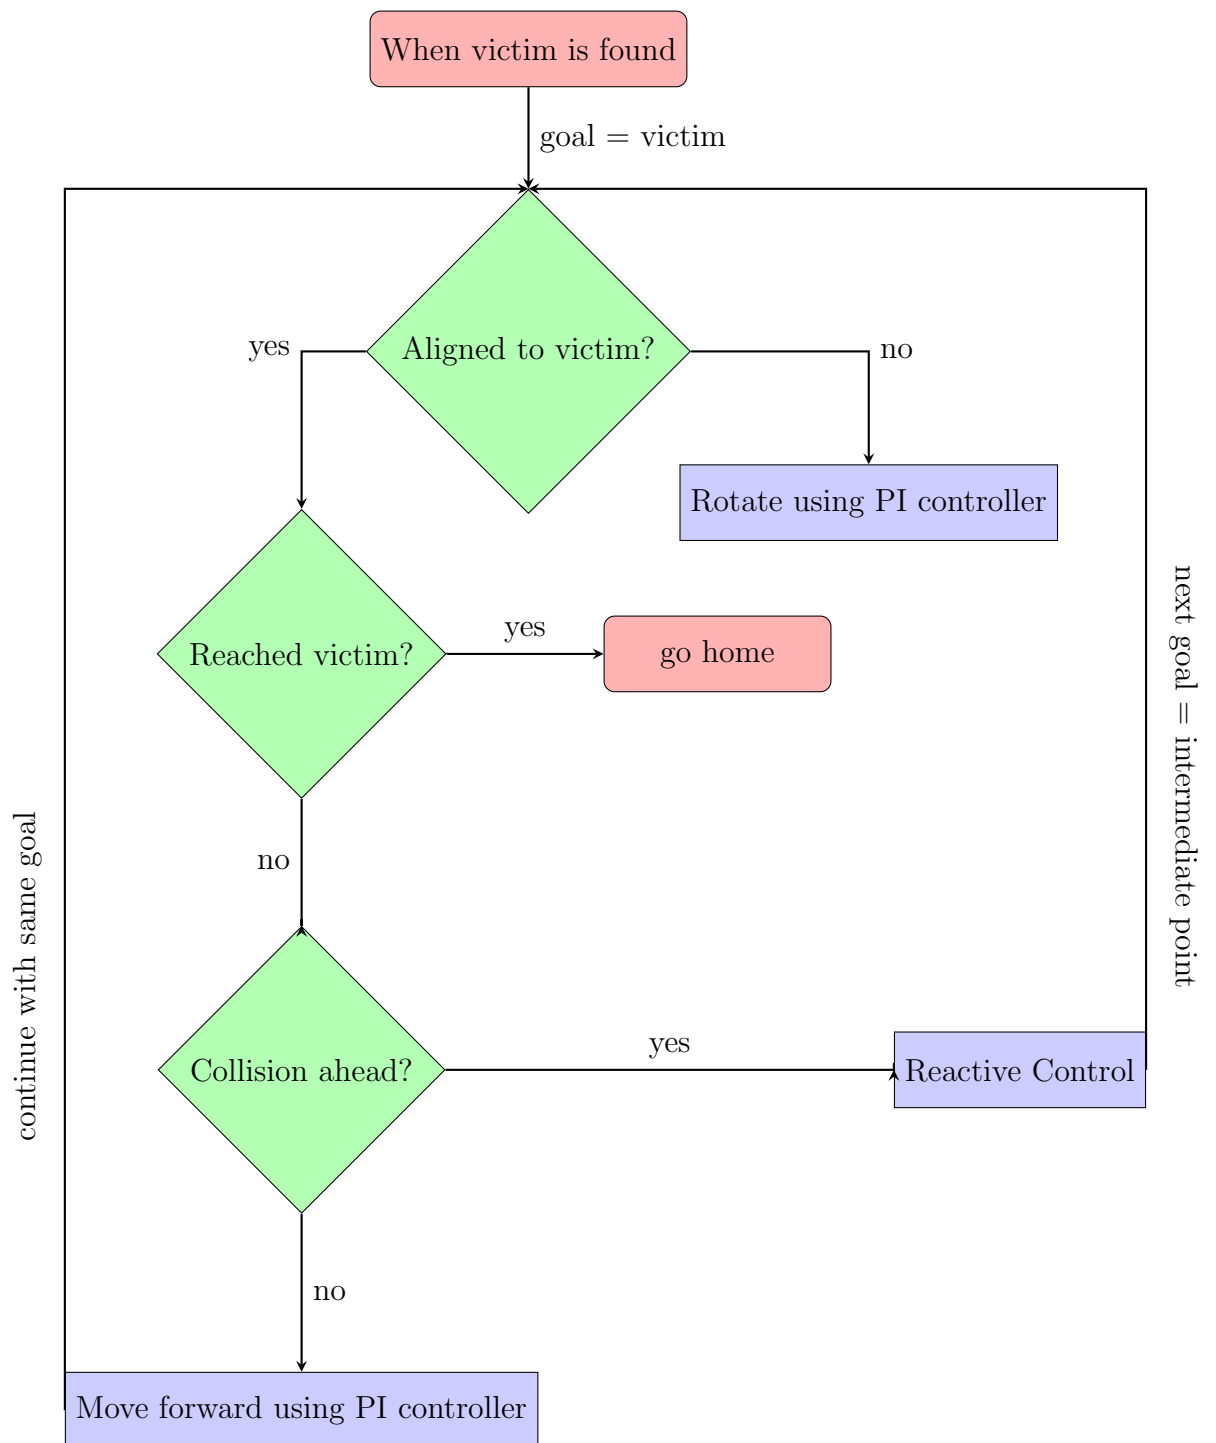 When victim is found
goal = victim
Aligned to victim?
yes
no
Rotate using PI controller
Reached victim?
yes
go home
no
continue with same goal
next goal = intermediate point
Collision ahead?
yes
Reactive Control
no
Move forward using PI controller